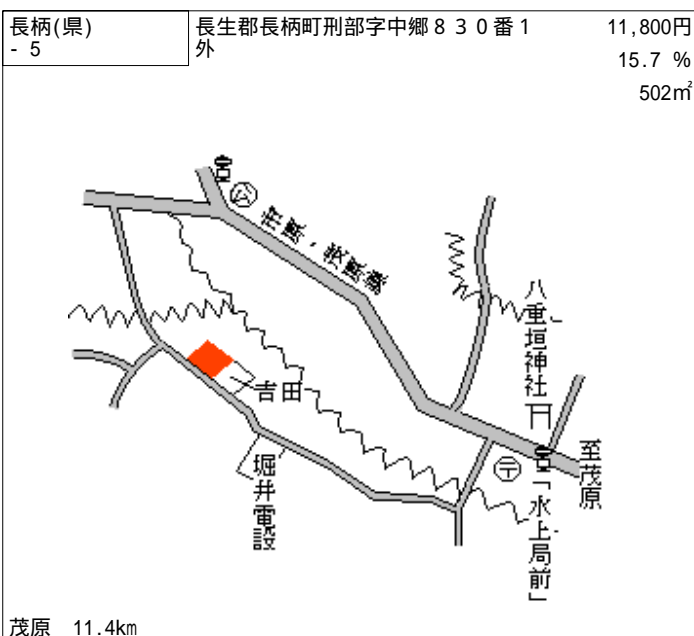 長柄(県)
- 5
長生郡長柄町刑部字中郷830番1
外
11,800円
15.7 %
502㎡
市原・茂原線
八重垣神社
吉田
堀井電設
至茂原
「水上局前」
茂原 11.4km